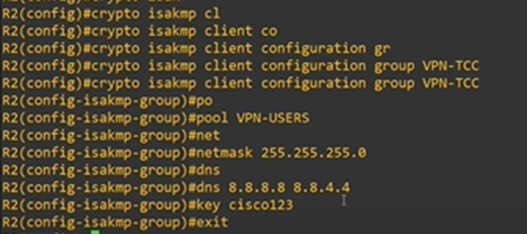 R2(config)#crypto isakmp cl
R2(config)#crypto isakmp client co
R2(config)#crypto isakmp client configuration gr
R2(config)#crypto isakmp client configuration group VPN-TCC
R2(config)#crypto isakmp client configuration group VPN-TCC
R2(config-isakmp-group)#po
R2(config-isakmp-group)#pool VPN-USERS
R2(config-isakmp-group)#net
R2(config-isakmp-group)#netmask 255.255.255.0
R2(config-isakmp-group)#dns
R2(config-isakmp-group)#dns 8.8.8.8 8.8.4.4
R2(config-isakmp-group)#key cisco123
R2(config-isakmp-group)#exit